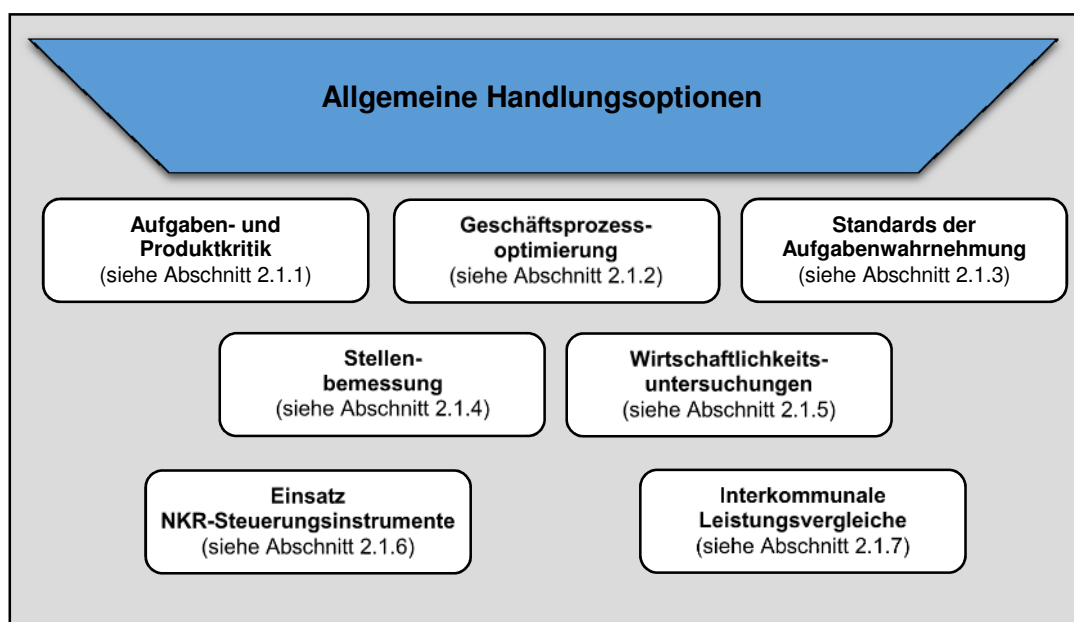 Allgemeine Handlungsoptionen
Aufgaben- und
Produktkritik
(siehe Abschnitt 2.1.1)
Geschäftsprozess-
optimierung
(siehe Abschnitt 2.1.2)
Standards der
Aufgabenwahrnehmung
(siehe Abschnitt 2.1.3)
Stellen-
bemessung
(siehe Abschnitt 2.1.4)
Wirtschaftlichkeits-
untersuchungen
(siehe Abschnitt 2.1.5)
Einsatz
NKR-Steuerungsinstrumente
(siehe Abschnitt 2.1.6)
Interkommunale
Leistungsvergleiche
(siehe Abschnitt 2.1.7)